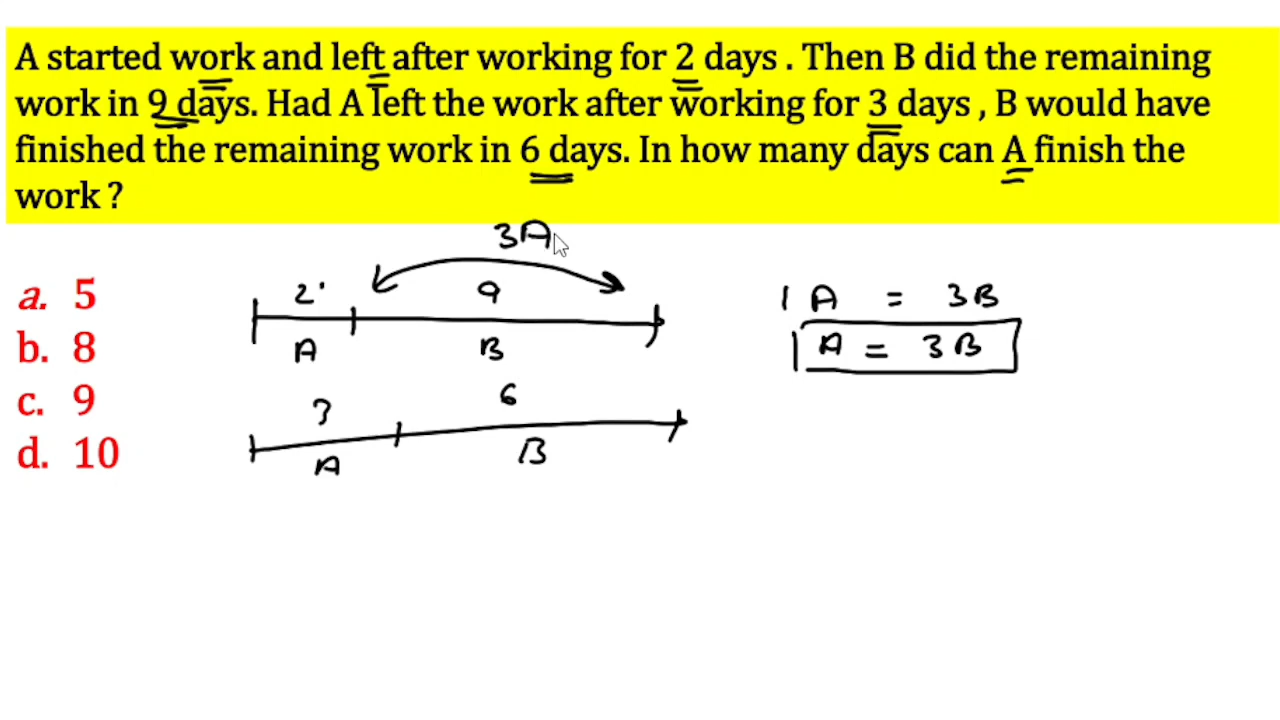 A started work and left after working for 2 days . Then B did the remaining
work in 9 days. Had A left the work after working for 3 days , B would have
finished the remaining work in 6 days. In how many days can A finish the
work ?
3A
a. 5
2 9
1 A = 3B
b. 8
A B
1 A = 3B
c. 9
3 6
d. 10
A B